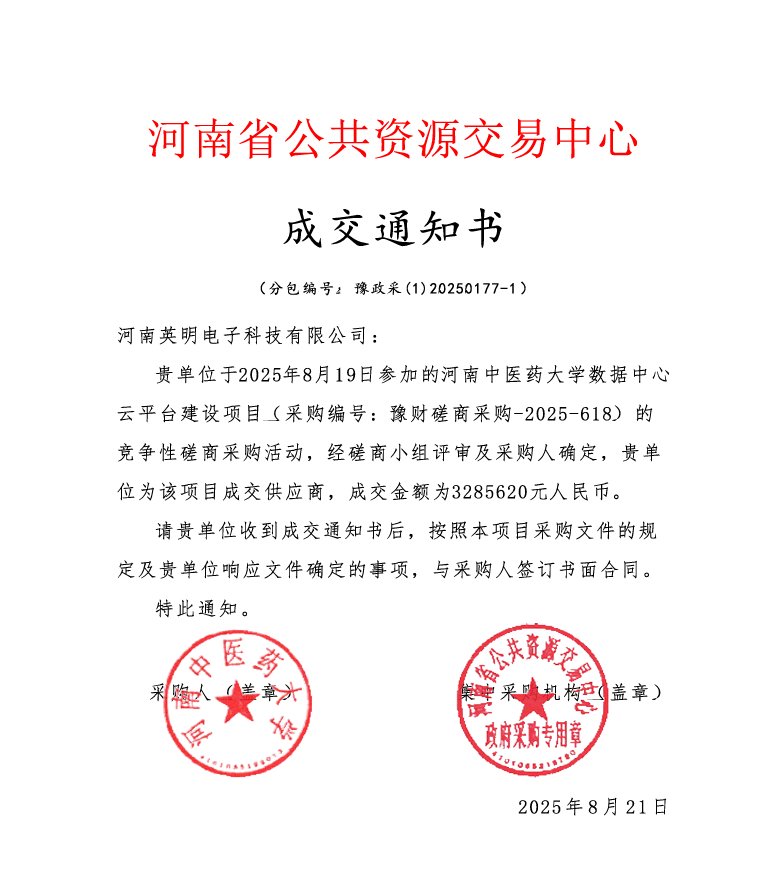 河南省公共资源交易中心
成交通知书
（分包编号：豫政采(1)20250177-1）
河南英明电子科技有限公司：
贵单位于2025年8月19日参加的河南中医药大学数据中心
云平台建设项目（采购编号：豫财磋商采购-2025-618）的
竞争性磋商采购活动，经磋商小组评审及采购人确定，贵单
位为该项目成交供应商，成交金额为3285620元人民币。
请贵单位收到成交通知书后，按照本项目采购文件的规
定及贵单位响应文件确定的事项，与采购人签订书面合同。
特此通知。
采购人（盖章）
集中采购机构（盖章）
河南中医药大学
河南省公共资源交易中心
政府采购专用章
2025年8月21日